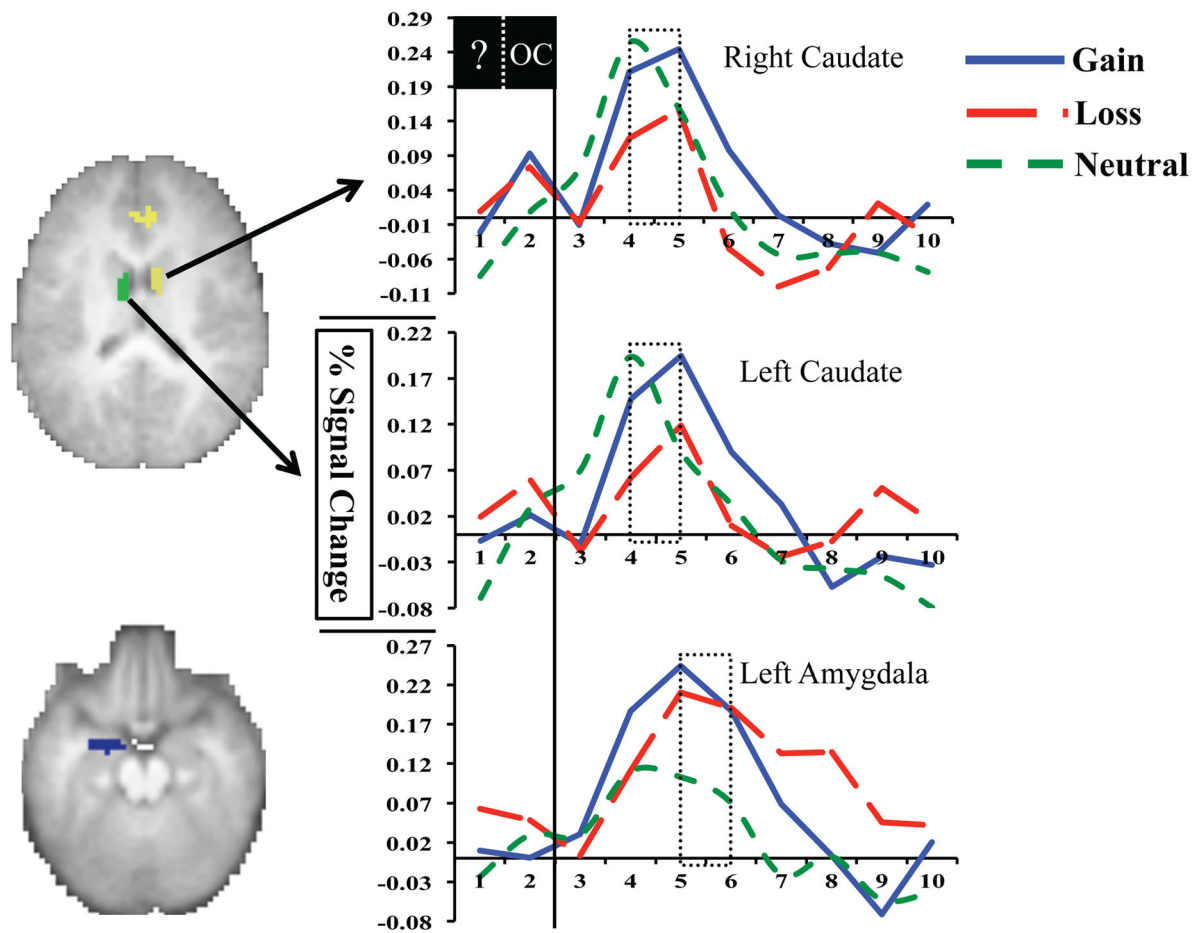 0.29
0.24
0.19
0.14
0.09
0.04
-0.01
-0.06
-0.11
? OC
Right Caudate
1 2 3 4 5 6 7 8 9 10
Gain
Loss
Neutral
% Signal Change
0.22
0.17
0.12
0.07
0.02
-0.03
-0.08
Left Caudate
1 2 3 4 5 6 7 8 9 10
0.27
0.22
0.17
0.12
0.07
0.02
-0.03
-0.08
Left Amygdala
1 2 3 4 5 6 7 8 9 10